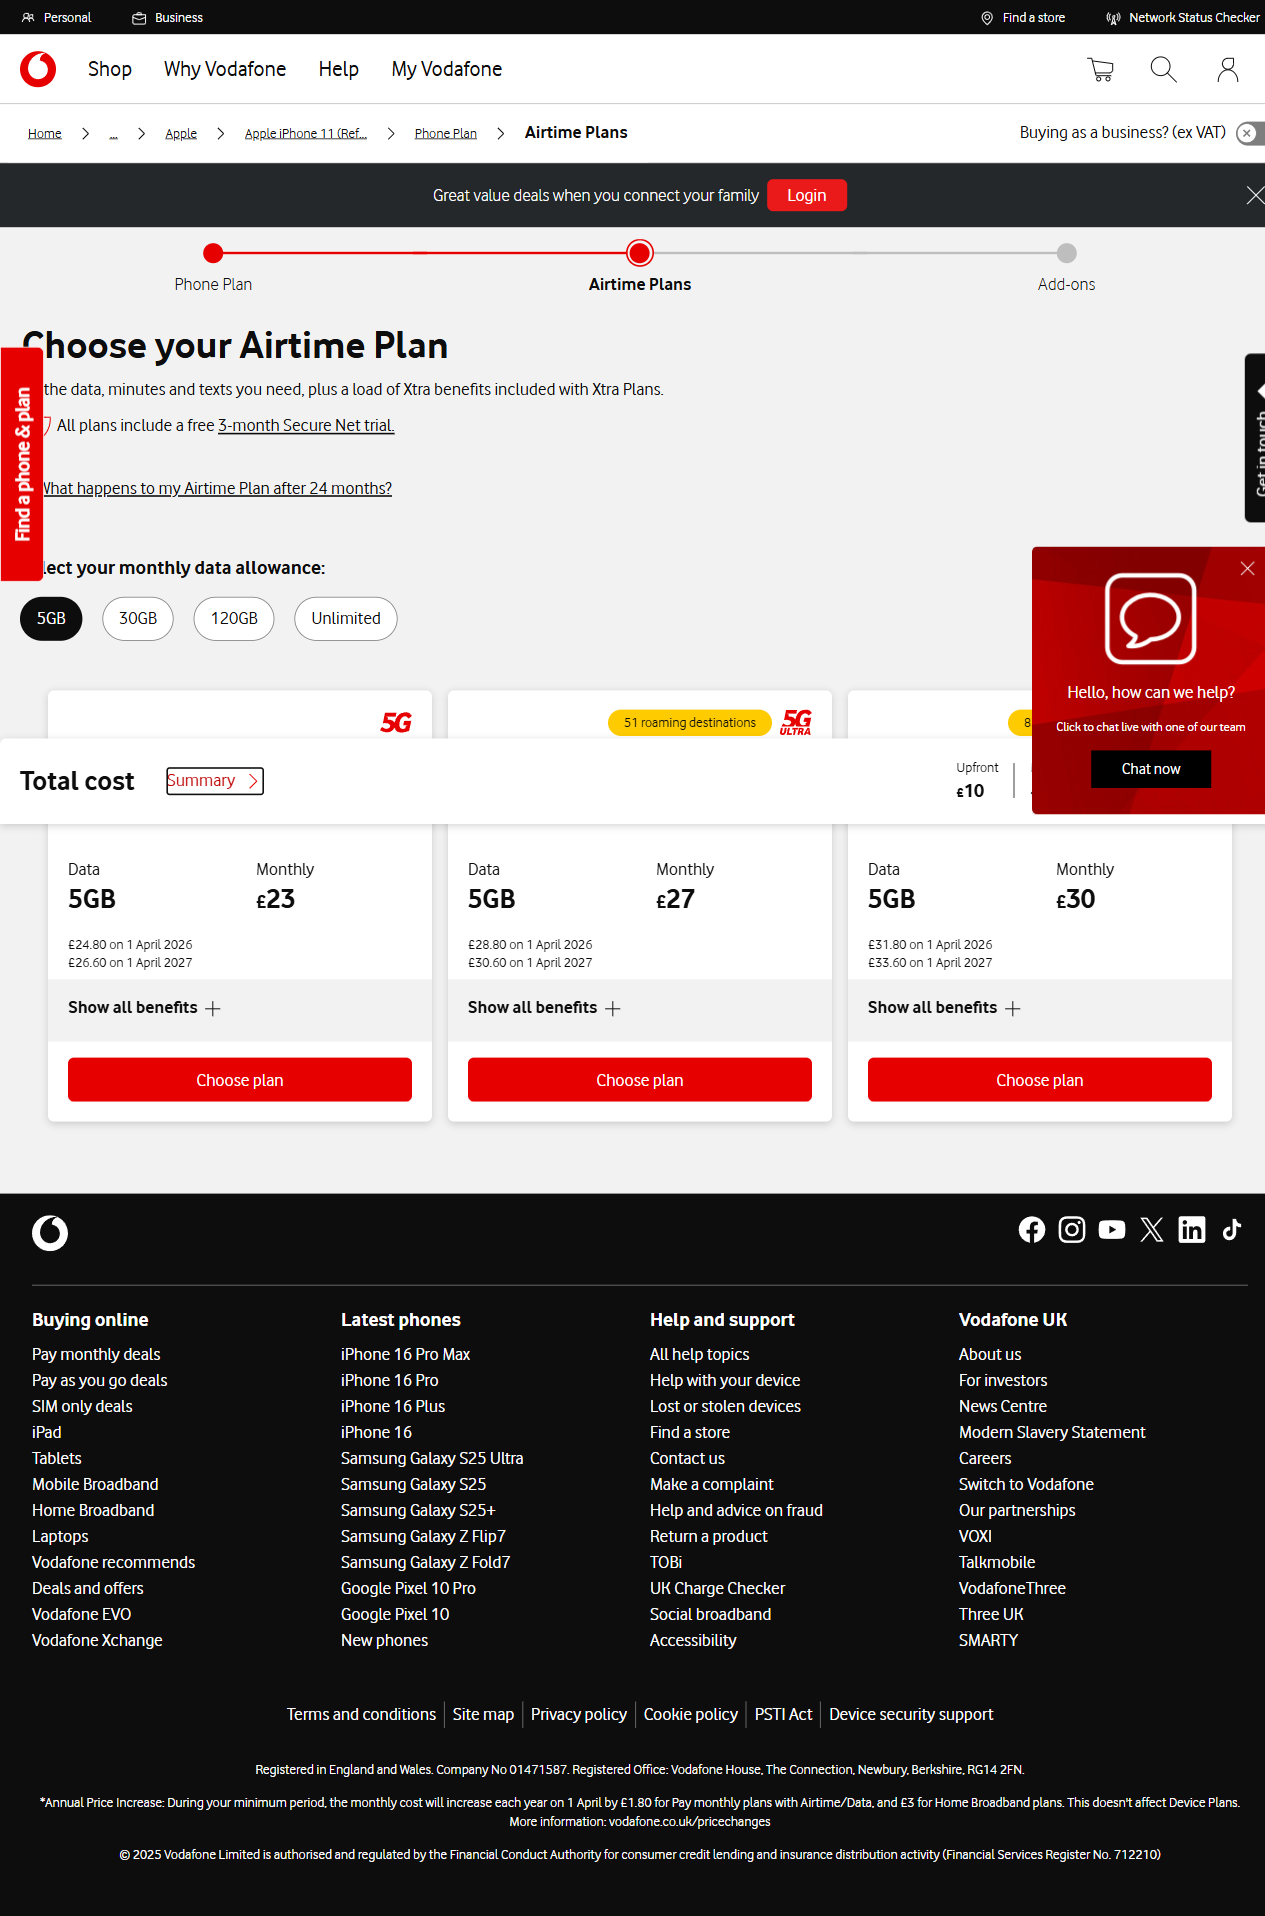 Personal
Business
Find a store
Network Status Checker
Shop
Why Vodafone
Help
My Vodafone
Home
...
Apple
Apple iPhone 11 (Ref...
Phone Plan
Airtime Plans
Buying as a business? (ex VAT)
Great value deals when you connect your family
Login
Phone Plan
Airtime Plans
Add-ons
Choose your Airtime Plan
the data, minutes and texts you need, plus a load of Xtra benefits included with Xtra Plans.
All plans include a free 3-month Secure Net trial.
What happens to my Airtime Plan after 24 months?
Find a phone & plan
Get in touch
lect your monthly data allowance:
5GB
30GB
120GB
Unlimited
Hello, how can we help?
Click to chat live with one of our team
Chat now
5G
51 roaming destinations
5G
ULTRA
8
Total cost
Summary
Upfront
£10
Data
Monthly
5GB
£23
£24.80 on 1 April 2026
£26.60 on 1 April 2027
Show all benefits
Choose plan
Data
Monthly
5GB
£27
£28.80 on 1 April 2026
£30.60 on 1 April 2027
Show all benefits
Choose plan
Data
Monthly
5GB
£30
£31.80 on 1 April 2026
£33.60 on 1 April 2027
Show all benefits
Choose plan
Buying online
Pay monthly deals
Pay as you go deals
SIM only deals
iPad
Tablets
Mobile Broadband
Home Broadband
Laptops
Vodafone recommends
Deals and offers
Vodafone EVO
Vodafone Xchange
Latest phones
iPhone 16 Pro Max
iPhone 16 Pro
iPhone 16 Plus
iPhone 16
Samsung Galaxy S25 Ultra
Samsung Galaxy S25
Samsung Galaxy S25+
Samsung Galaxy Z Flip7
Samsung Galaxy Z Fold7
Google Pixel 10 Pro
Google Pixel 10
New phones
Help and support
All help topics
Help with your device
Lost or stolen devices
Find a store
Contact us
Make a complaint
Help and advice on fraud
Return a product
TOBi
UK Charge Checker
Social broadband
Accessibility
Vodafone UK
About us
For investors
News Centre
Modern Slavery Statement
Careers
Switch to Vodafone
Our partnerships
VOXI
Talkmobile
VodafoneThree
Three UK
SMARTY
Terms and conditions
Site map
Privacy policy
Cookie policy
PSTI Act
Device security support
Registered in England and Wales. Company No 01471587. Registered Office: Vodafone House, The Connection, Newbury, Berkshire, RG14 2FN.
*Annual Price Increase: During your minimum period, the monthly cost will increase each year on 1 April by £1.80 for Pay monthly plans with Airtime/Data, and £3 for Home Broadband plans. This doesn't affect Device Plans.
More information: vodafone.co.uk/pricechanges
© 2025 Vodafone Limited is authorised and regulated by the Financial Conduct Authority for consumer credit lending and insurance distribution activity (Financial Services Register No. 712210)